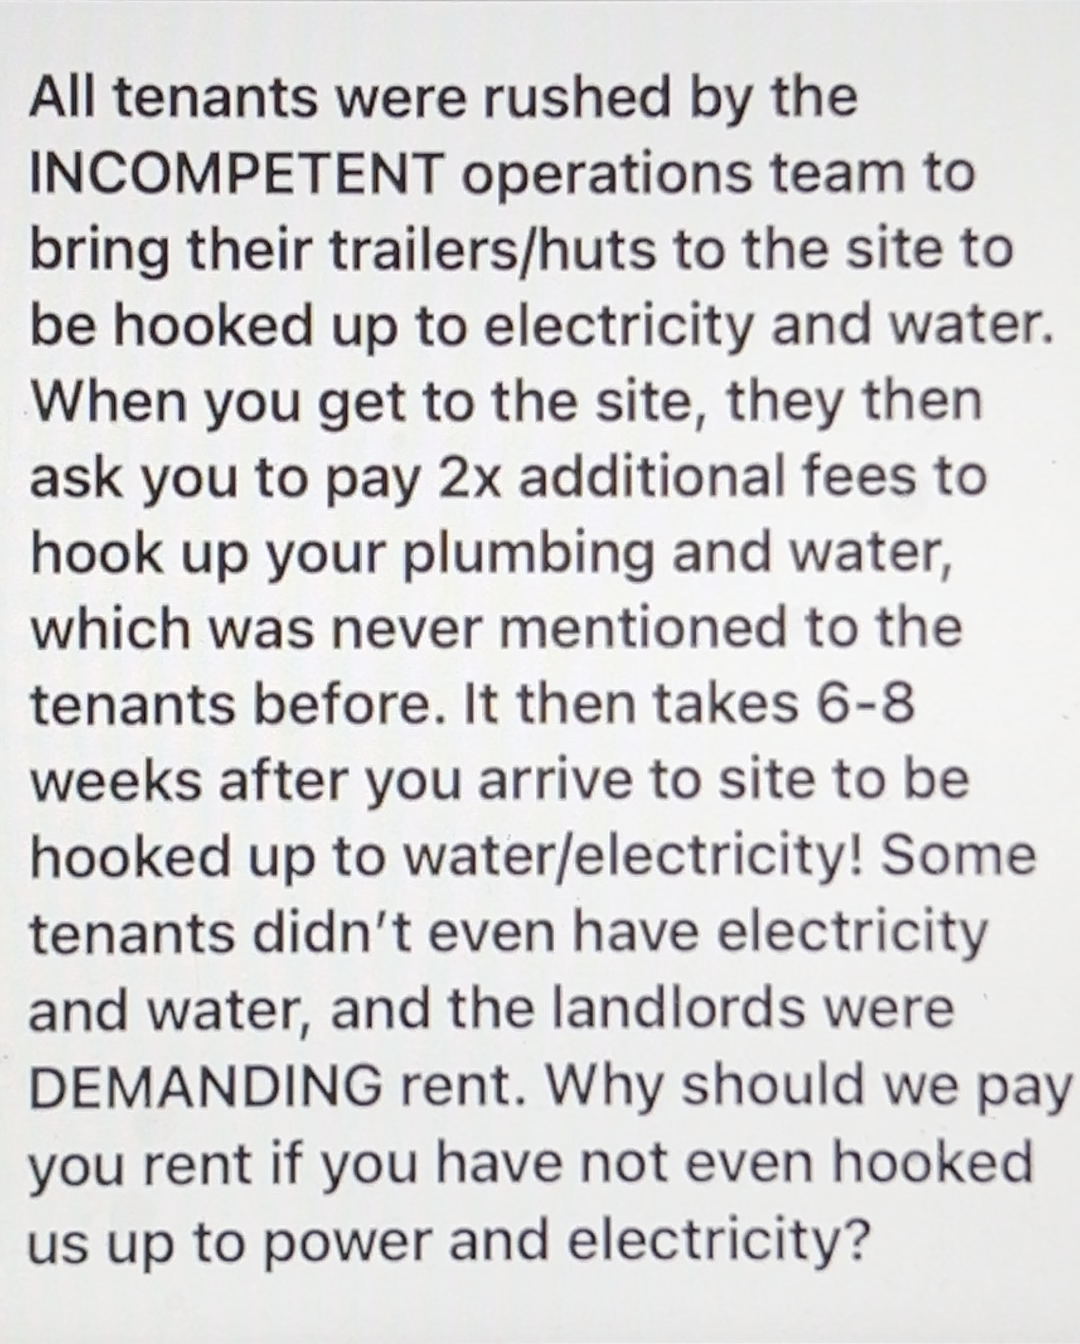 All tenants were rushed by the
INCOMPETENT operations team to
bring their trailers/huts to the site to
be hooked up to electricity and water.
When you get to the site, they then
ask you to pay 2x additional fees to
hook up your plumbing and water,
which was never mentioned to the
tenants before. It then takes 6-8
weeks after you arrive to site to be
hooked up to water/electricity! Some
tenants didn't even have electricity
and water, and the landlords were
DEMANDING rent. Why should we pay
you rent if you have not even hooked
us up to power and electricity?